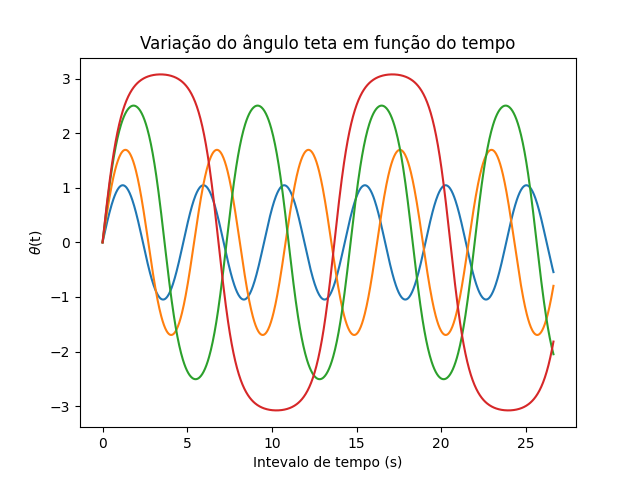 Variação do ângulo teta em função do tempo
3
2
1
0
−1
−2
−3
θ(t)
0 5 10 15 20 25
Intevalo de tempo (s)